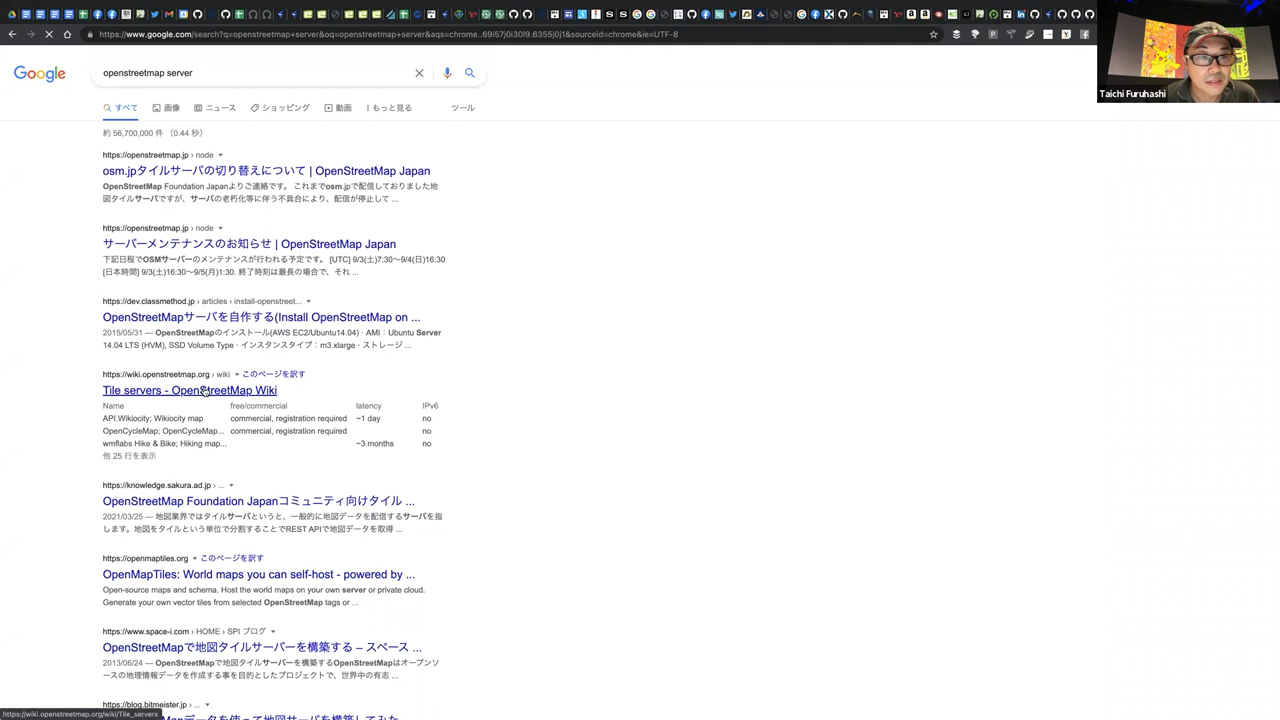 https://www.google.com/search?q=openstreetmap+server&oq=openstreetmap+server&aqs=chrome..69i57j0i30l9.6355j0j1&sourceid=chrome&ie=UTF-8
Taichi Furuhashi
Google
openstreetmap server
すべて 画像 ニュース ショッピング 動画 もっと見る ツール
約 56,700,000 件 （0.44 秒）
https://openstreetmap.jp › node
osm.jpタイルサーバの切り替えについて | OpenStreetMap Japan
OpenStreetMap Foundation Japanよりご連絡です。 これまでosm.jpで配信しておりました地
図タイルサーバですが、サーバの老朽化等に伴う不具合により、配信が停止して ...
https://openstreetmap.jp › node
サーバーメンテナンスのお知らせ | OpenStreetMap Japan
下記日程でOSMサーバーのメンテナンスが行われる予定です。 [UTC] 9/3(土)7:30〜9/4(日)16:30
[日本時間] 9/3(土)16:30〜9/5(月)1:30. 終了時刻は最長の場合で、それ ...
https://dev.classmethod.jp › articles › install-openstreet...
OpenStreetMapサーバを自作する(Install OpenStreetMap on ...
2015/05/31 — OpenStreetMapのインストール(AWS EC2/Ubuntu14.04) · AMI : Ubuntu Server
14.04 LTS (HVM), SSD Volume Type · インスタンスタイプ : m3.xlarge · ストレージ ...
https://wiki.openstreetmap.org › wiki このページを訳す
Tile servers - OpenStreetMap Wiki
Name free/commercial latency IPv6
API.Wikiocity; Wikiocity map commercial, registration required ~1 day no
OpenCycleMap; OpenCycleMap... commercial, registration required no
wmflabs Hike & Bike; Hiking map... ~3 months no
他 25 行を表示
https://knowledge.sakura.ad.jp › ...
OpenStreetMap Foundation Japanコミュニティ向けタイル ...
2021/03/25 — 地図業界ではタイルサーバというと、一般的に地図データを配信するサーバを指
します。地図をタイルという単位で分割することでREST APIで地図データを取得 ...
https://openmaptiles.org このページを訳す
OpenMapTiles: World maps you can self-host - powered by ...
Open-source maps and schema. Host the world maps on your own server or private cloud.
Generate your own vector tiles from selected OpenStreetMap tags or ...
https://www.space-i.com › HOME › SPI ブログ
OpenStreetMapで地図タイルサーバーを構築する – スペース ...
2013/06/24 — OpenStreetMapで地図タイルサーバーを構築するOpenStreetMapはオープンソ
ースの地理情報データを作成する事を目的としたプロジェクトで、世界中の有志 ...
https://blog.bitmeister.jp › ...
Mapデータを使って地図サーバを構築してみた
https://wiki.openstreetmap.org/wiki/Tile_servers